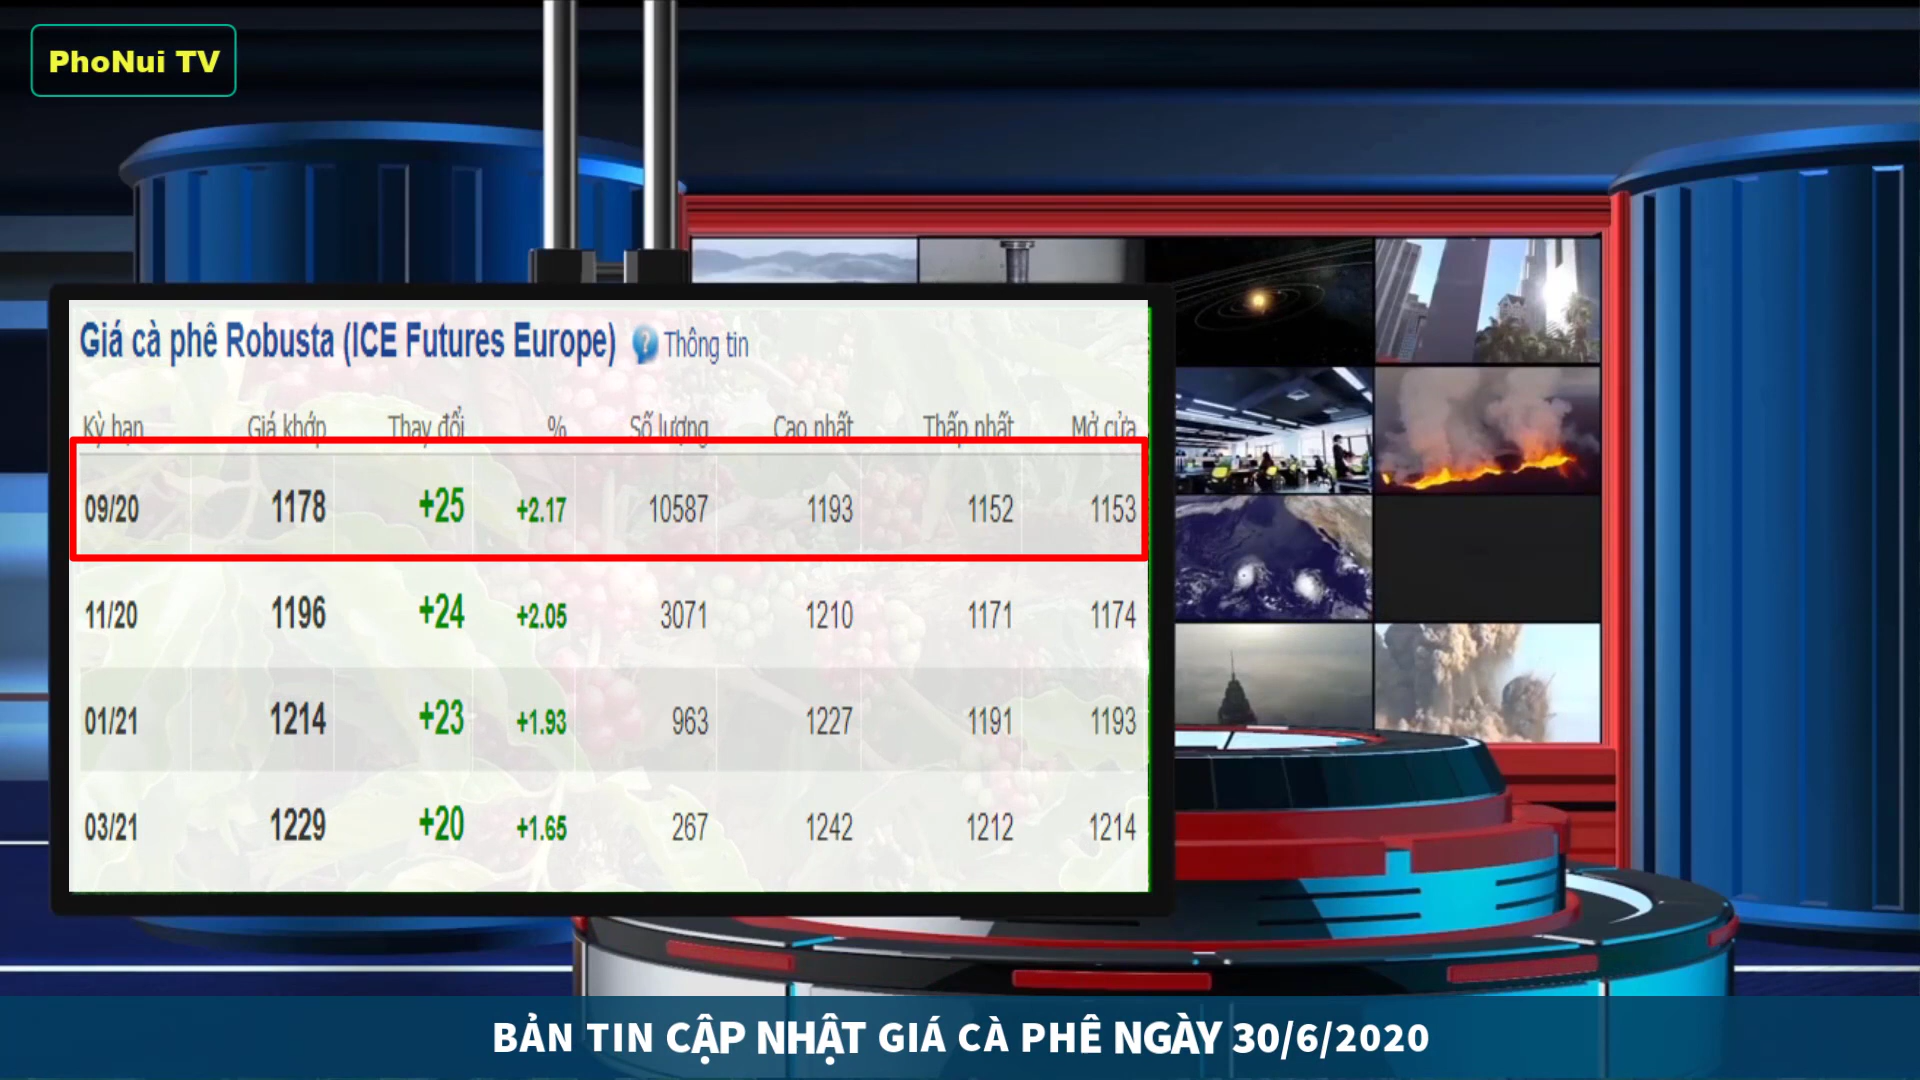 PhoNui TV
Giá cà phê Robusta (ICE Futures Europe) ? Thông tin
Kỳ hạn Giá khớp Thay đổi % Số lượng Cao nhất Thấp nhất Mở cửa
09/20 1178 +25 +2.17 10587 1193 1152 1153
11/20 1196 +24 +2.05 3071 1210 1171 1174
01/21 1214 +23 +1.93 963 1227 1191 1193
03/21 1229 +20 +1.65 267 1242 1212 1214
BẢN TIN CẬP NHẬT GIÁ CÀ PHÊ NGÀY 30/6/2020